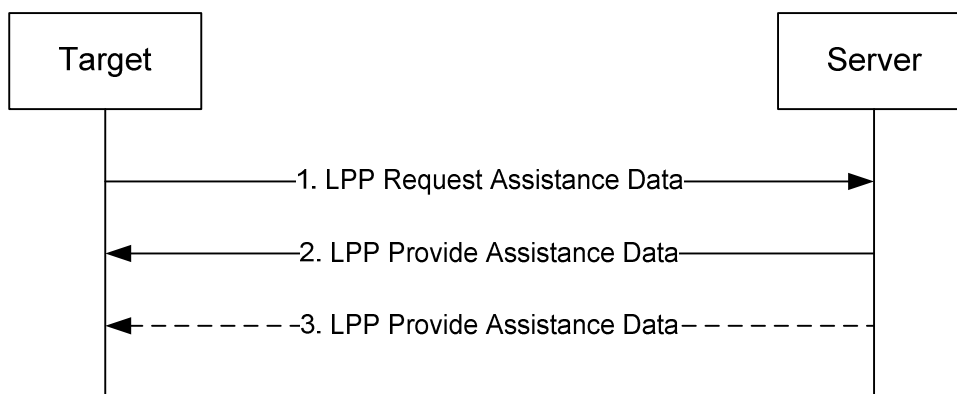 Target
Server
1. LPP Request Assistance Data
2. LPP Provide Assistance Data
3. LPP Provide Assistance Data